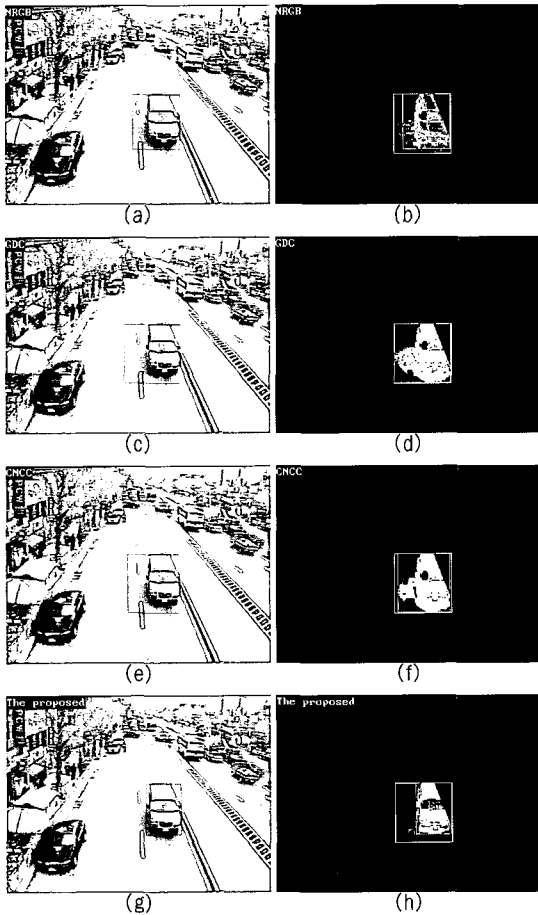 NRGB
NRGB
(a)
(b)
GDC
GDC
(c)
(d)
CNCC
CNCC
(e)
(f)
The proposed
The proposed
(g)
(h)